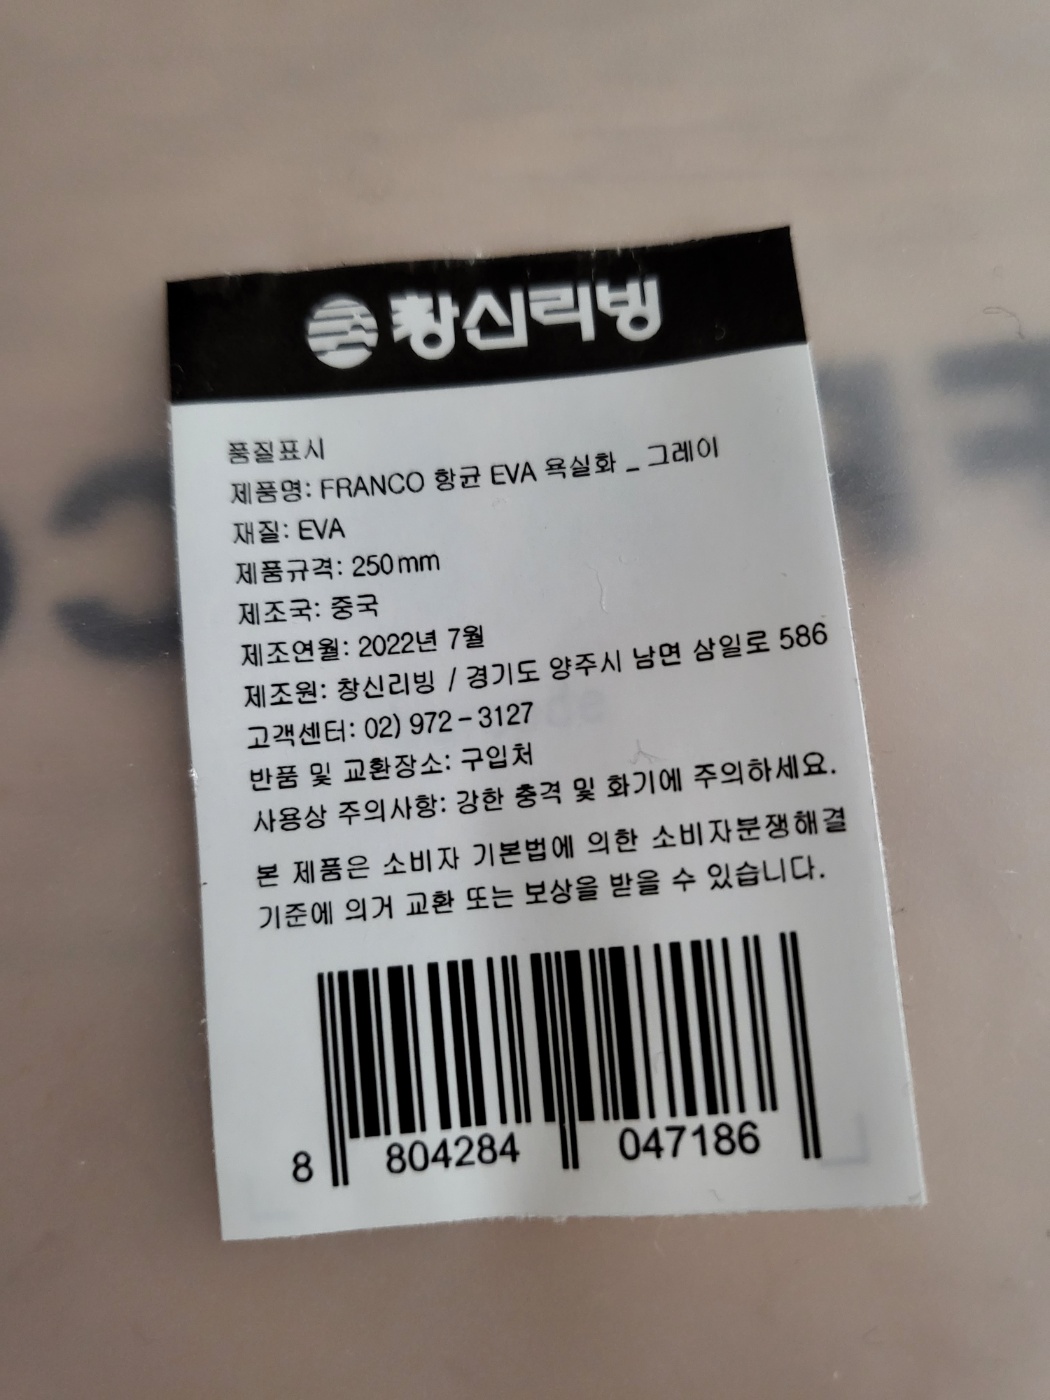 창신리빙
품질표시
제품명: FRANCO 항균 EVA 욕실화 _ 그레이
재질: EVA
제품규격: 250mm
제조국: 중국
제조연월: 2022년 7월
제조원: 창신리빙 / 경기도 양주시 남면 삼일로 586
고객센터: 02) 972-3127
반품 및 교환장소: 구입처
사용상 주의사항: 강한 충격 및 화기에 주의하세요.
본 제품은 소비자 기본법에 의한 소비자분쟁해결
기준에 의거 교환 또는 보상을 받을 수 있습니다.
8 804284 047186